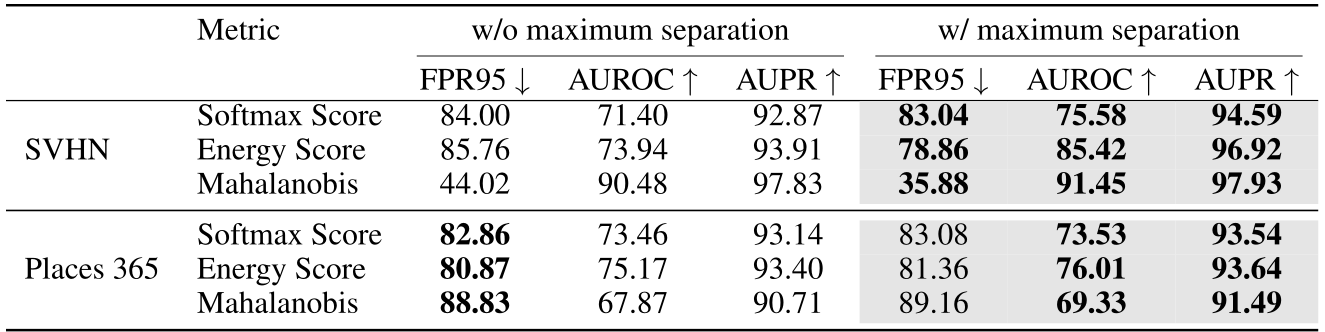 Metric w/o maximum separation w/ maximum separation
FPR95 ↓ AUROC ↑ AUPR ↑ FPR95 ↓ AUROC ↑ AUPR ↑
Softmax Score 84.00 71.40 92.87 83.04 75.58 94.59
SVHN Energy Score 85.76 73.94 93.91 78.86 85.42 96.92
Mahalanobis 44.02 90.48 97.83 35.88 91.45 97.93
Softmax Score 82.86 73.46 93.14 83.08 73.53 93.54
Places 365 Energy Score 80.87 75.17 93.40 81.36 76.01 93.64
Mahalanobis 88.83 67.87 90.71 89.16 69.33 91.49